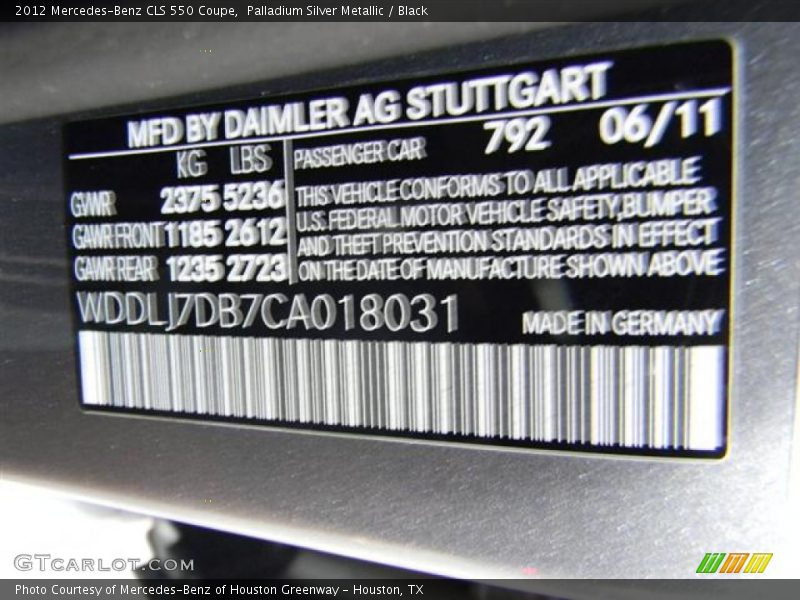 2012 Mercedes-Benz CLS 550 Coupe,  Palladium Silver Metallic / Black
MFD BY DAIMLER AG STUTTGART
KG LBS PASSENGER CAR 792 06/11
GVWR 2375 5236 THIS VEHICLE CONFORMS TO ALL APPLICABLE
GAWR FRONT 1185 2612 U.S. FEDERAL MOTOR VEHICLE SAFETY, BUMPER
GAWR REAR 1235 2723 AND THEFT PREVENTION STANDARDS IN EFFECT
ON THE DATE OF MANUFACTURE SHOWN ABOVE
WDDLJ7DB7CA018031
MADE IN GERMANY
GTCARLOT.COM
Photo Courtesy of Mercedes-Benz of Houston Greenway - Houston, TX